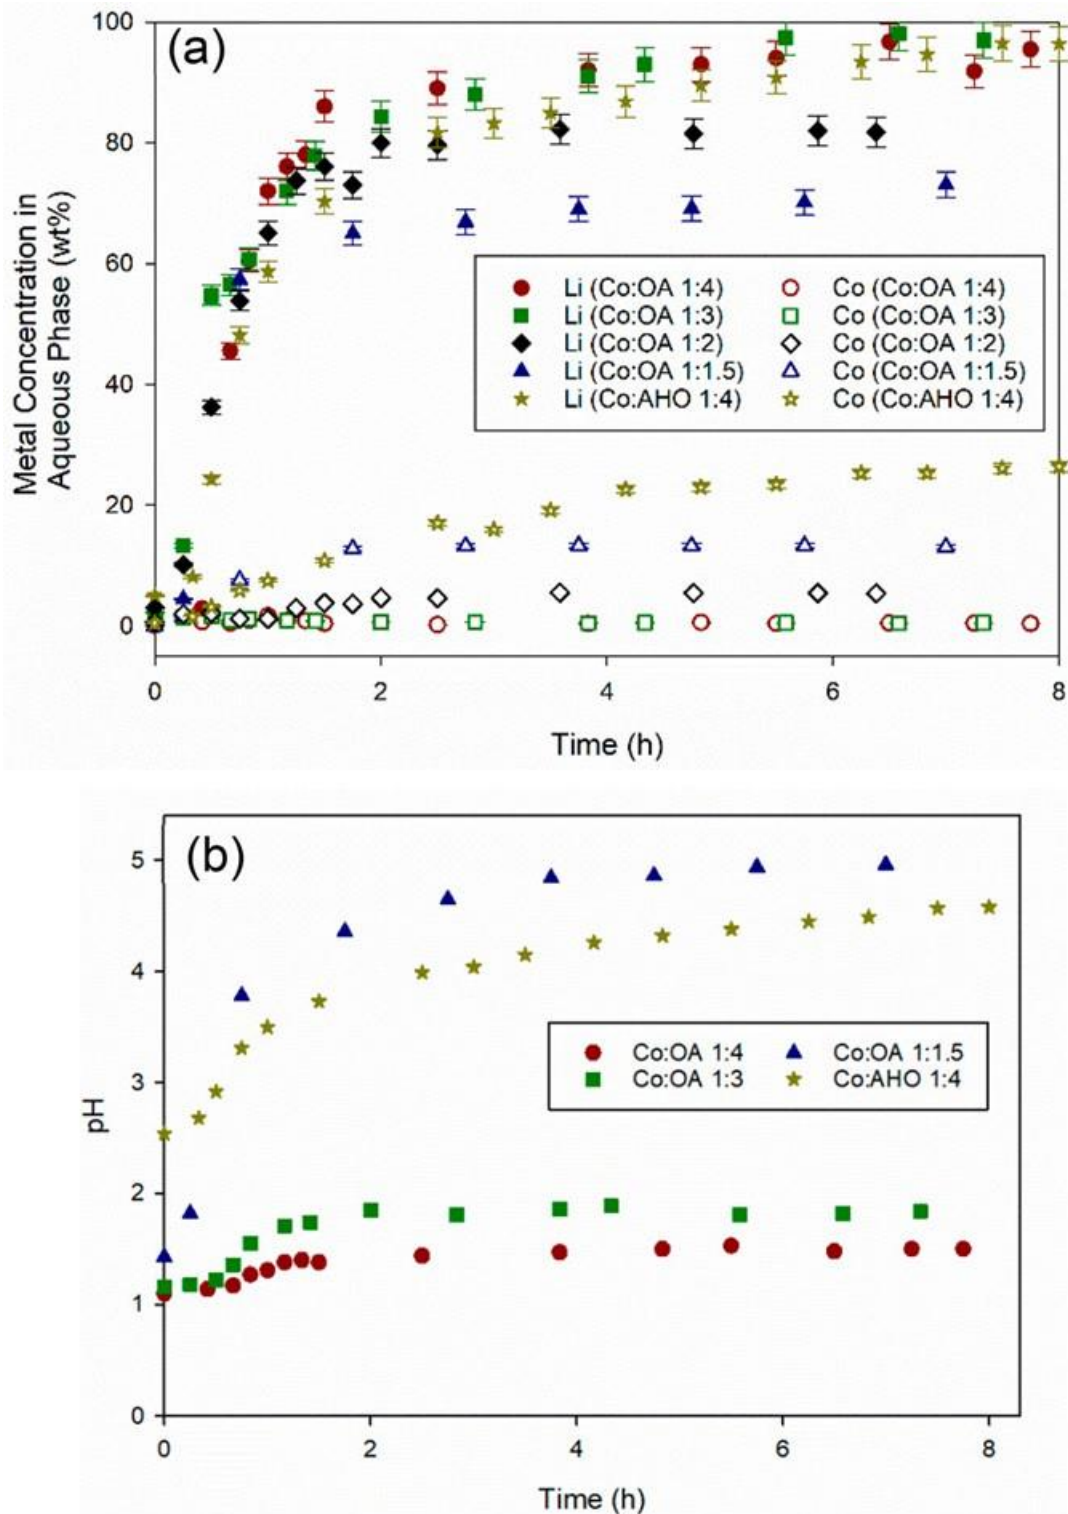 (a)
Metal Concentration in
Aqueous Phase (wt%)
100
80
60
40
20
0
Li (Co:OA 1:4) Co (Co:OA 1:4)
Li (Co:OA 1:3) Co (Co:OA 1:3)
Li (Co:OA 1:2) Co (Co:OA 1:2)
Li (Co:OA 1:1.5) Co (Co:OA 1:1.5)
Li (Co:AHO 1:4) Co (Co:AHO 1:4)
0 2 4 6 8
Time (h)
(b)
pH
5
4
3
2
1
0
Co:OA 1:4 Co:OA 1:1.5
Co:OA 1:3 Co:AHO 1:4
0 2 4 6 8
Time (h)